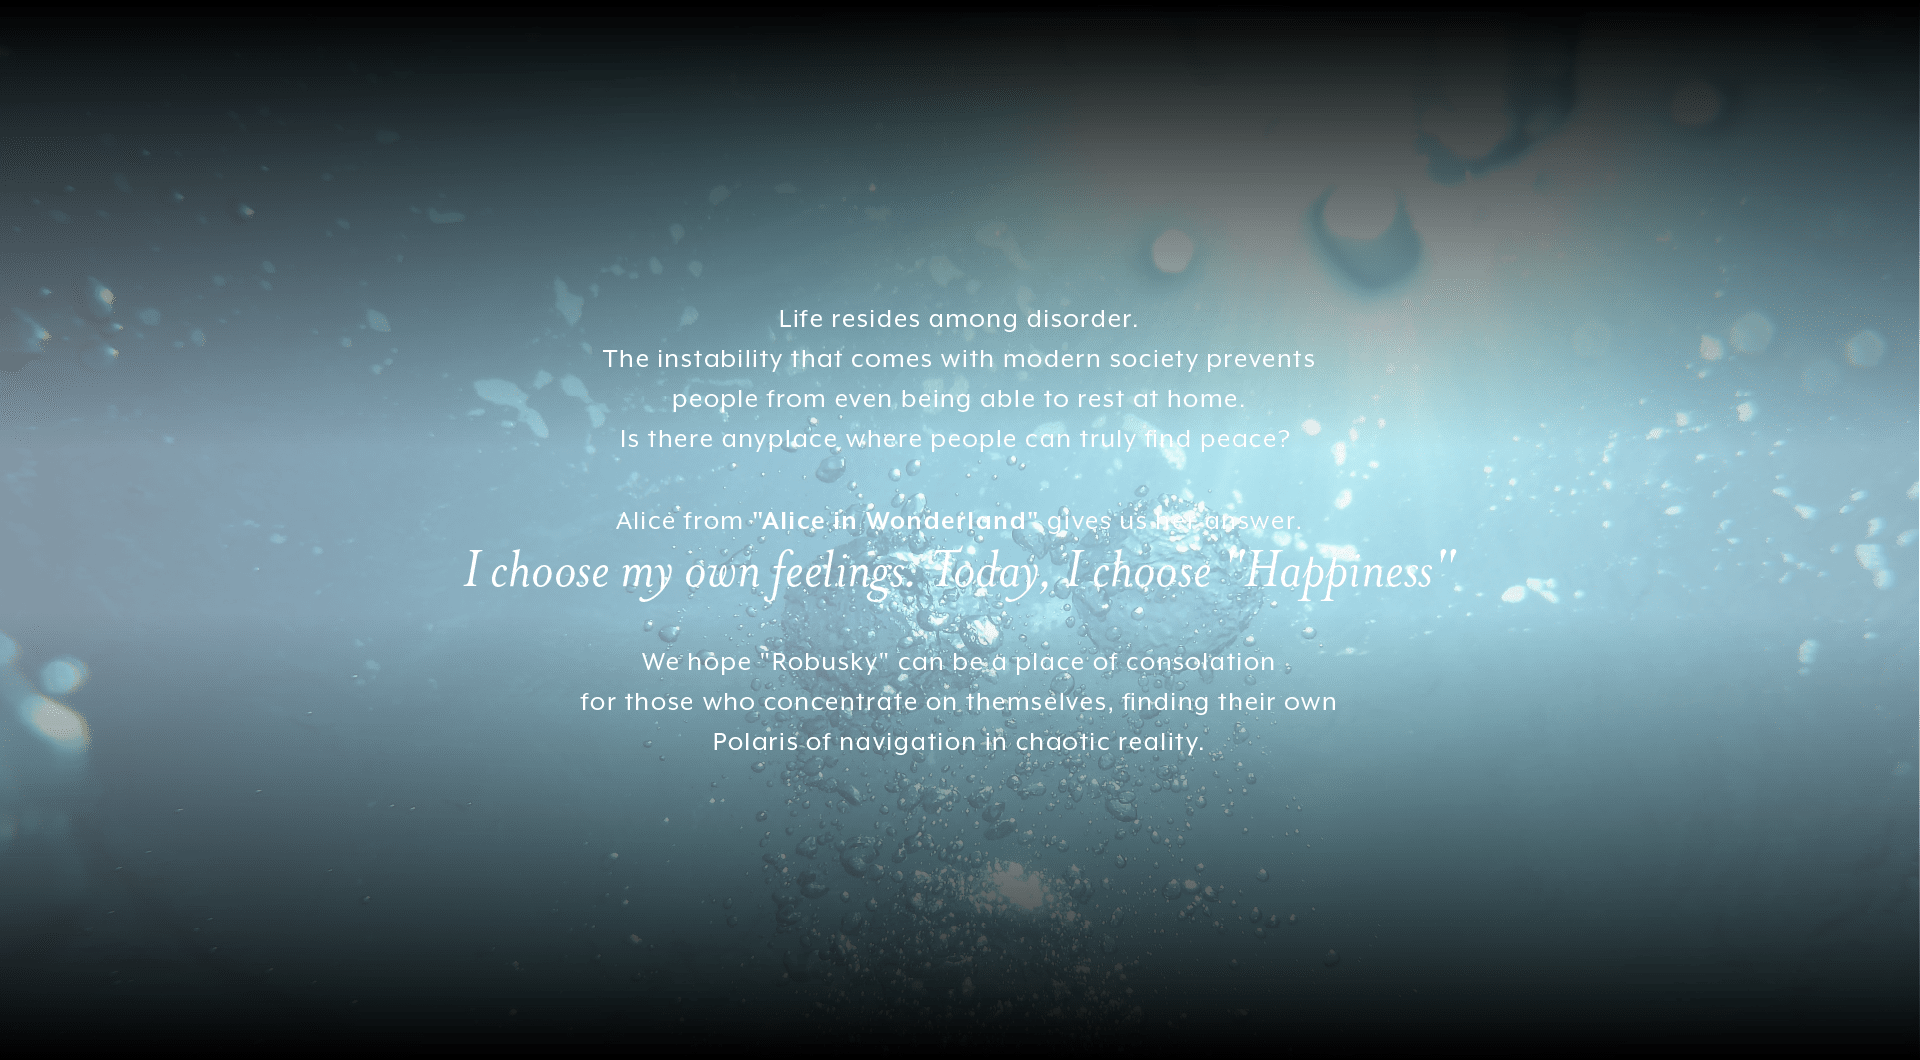 Life resides among disorder.
The instability that comes with modern society prevents
people from even being able to rest at home.
Is there anyplace where people can truly find peace?
Alice from "Alice in Wonderland" gives us her answer.
I choose my own feelings. Today, I choose "Happiness"
We hope "Robusky" can be a place of consolation
for those who concentrate on themselves, finding their own
Polaris of navigation in chaotic reality.